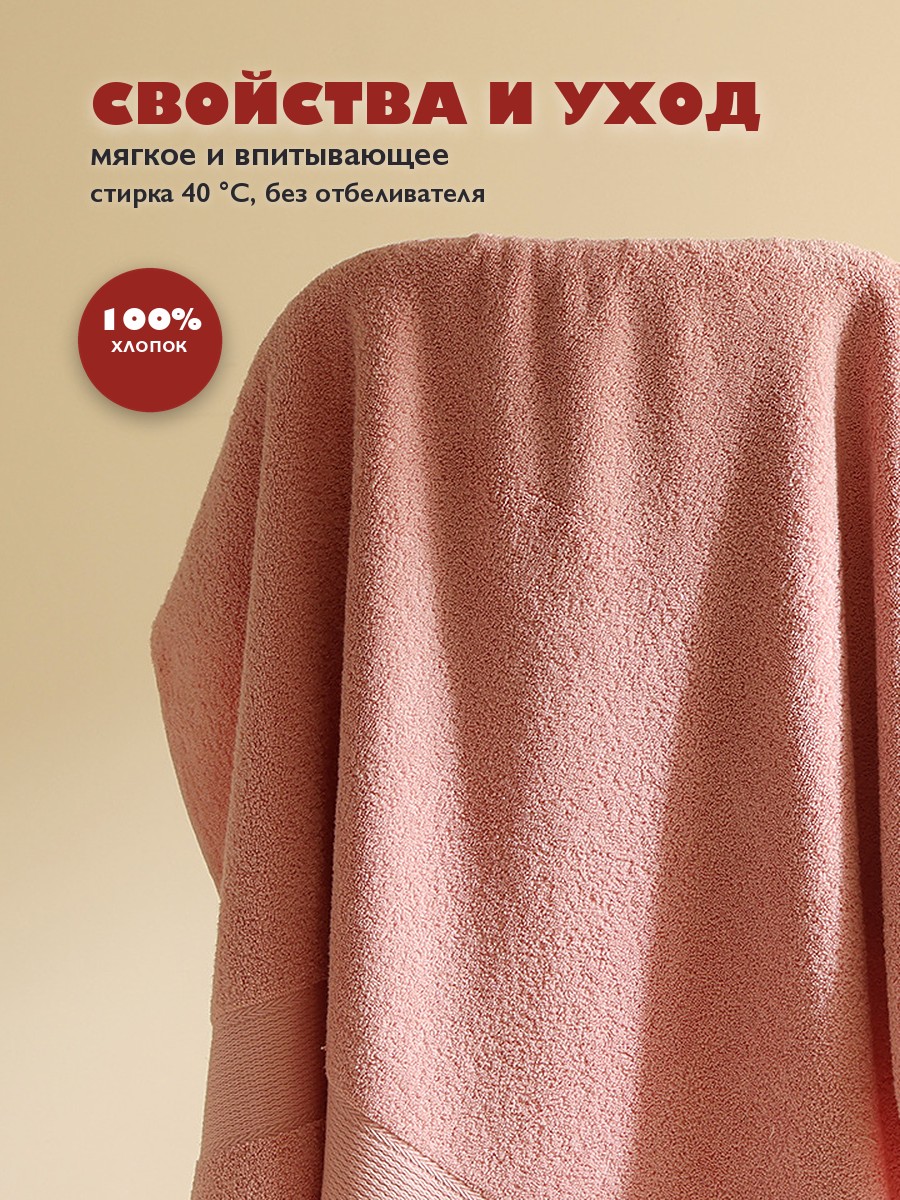 СВОЙСТВА И УХОД
мягкое и впитывающее
стирка 40 °C, без отбеливателя
100%
ХЛОПОК